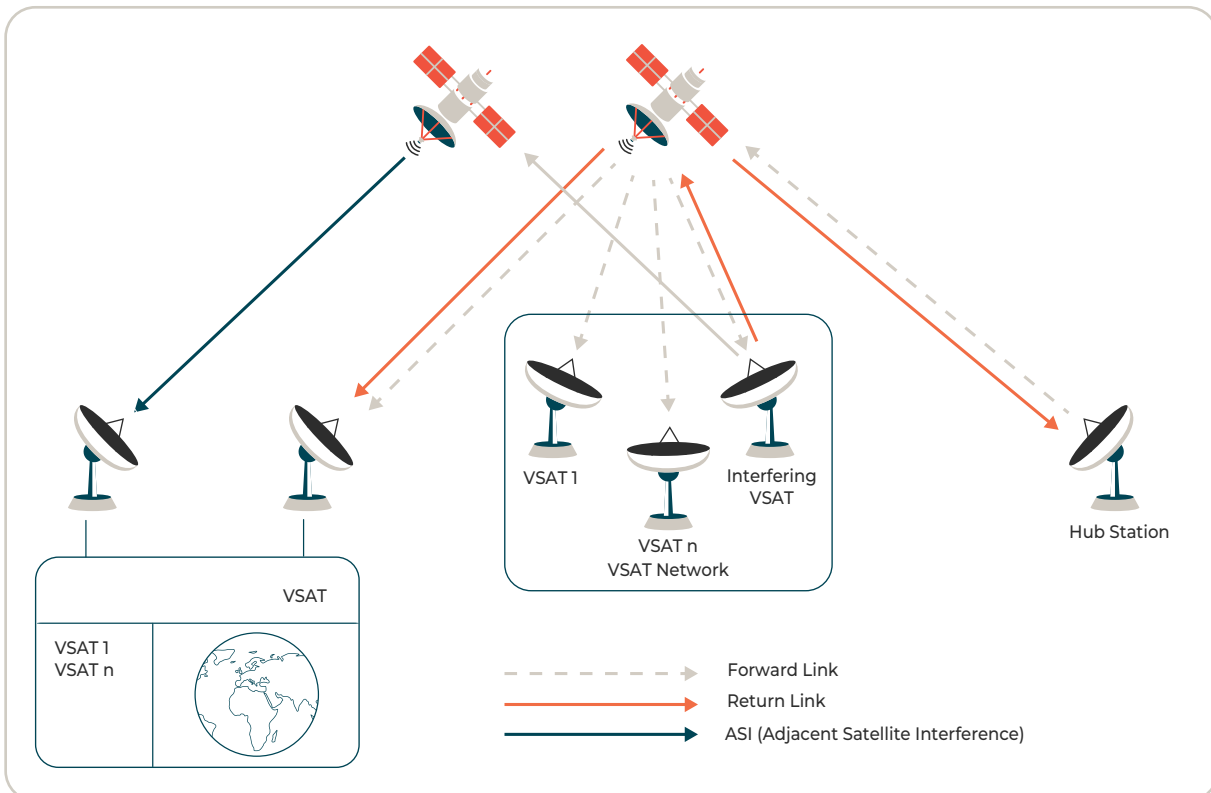 VSAT 1
Interfering
VSAT
VSAT n
VSAT Network
Hub Station
VSAT
VSAT 1
VSAT n
Forward Link
Return Link
ASI (Adjacent Satellite Interference)